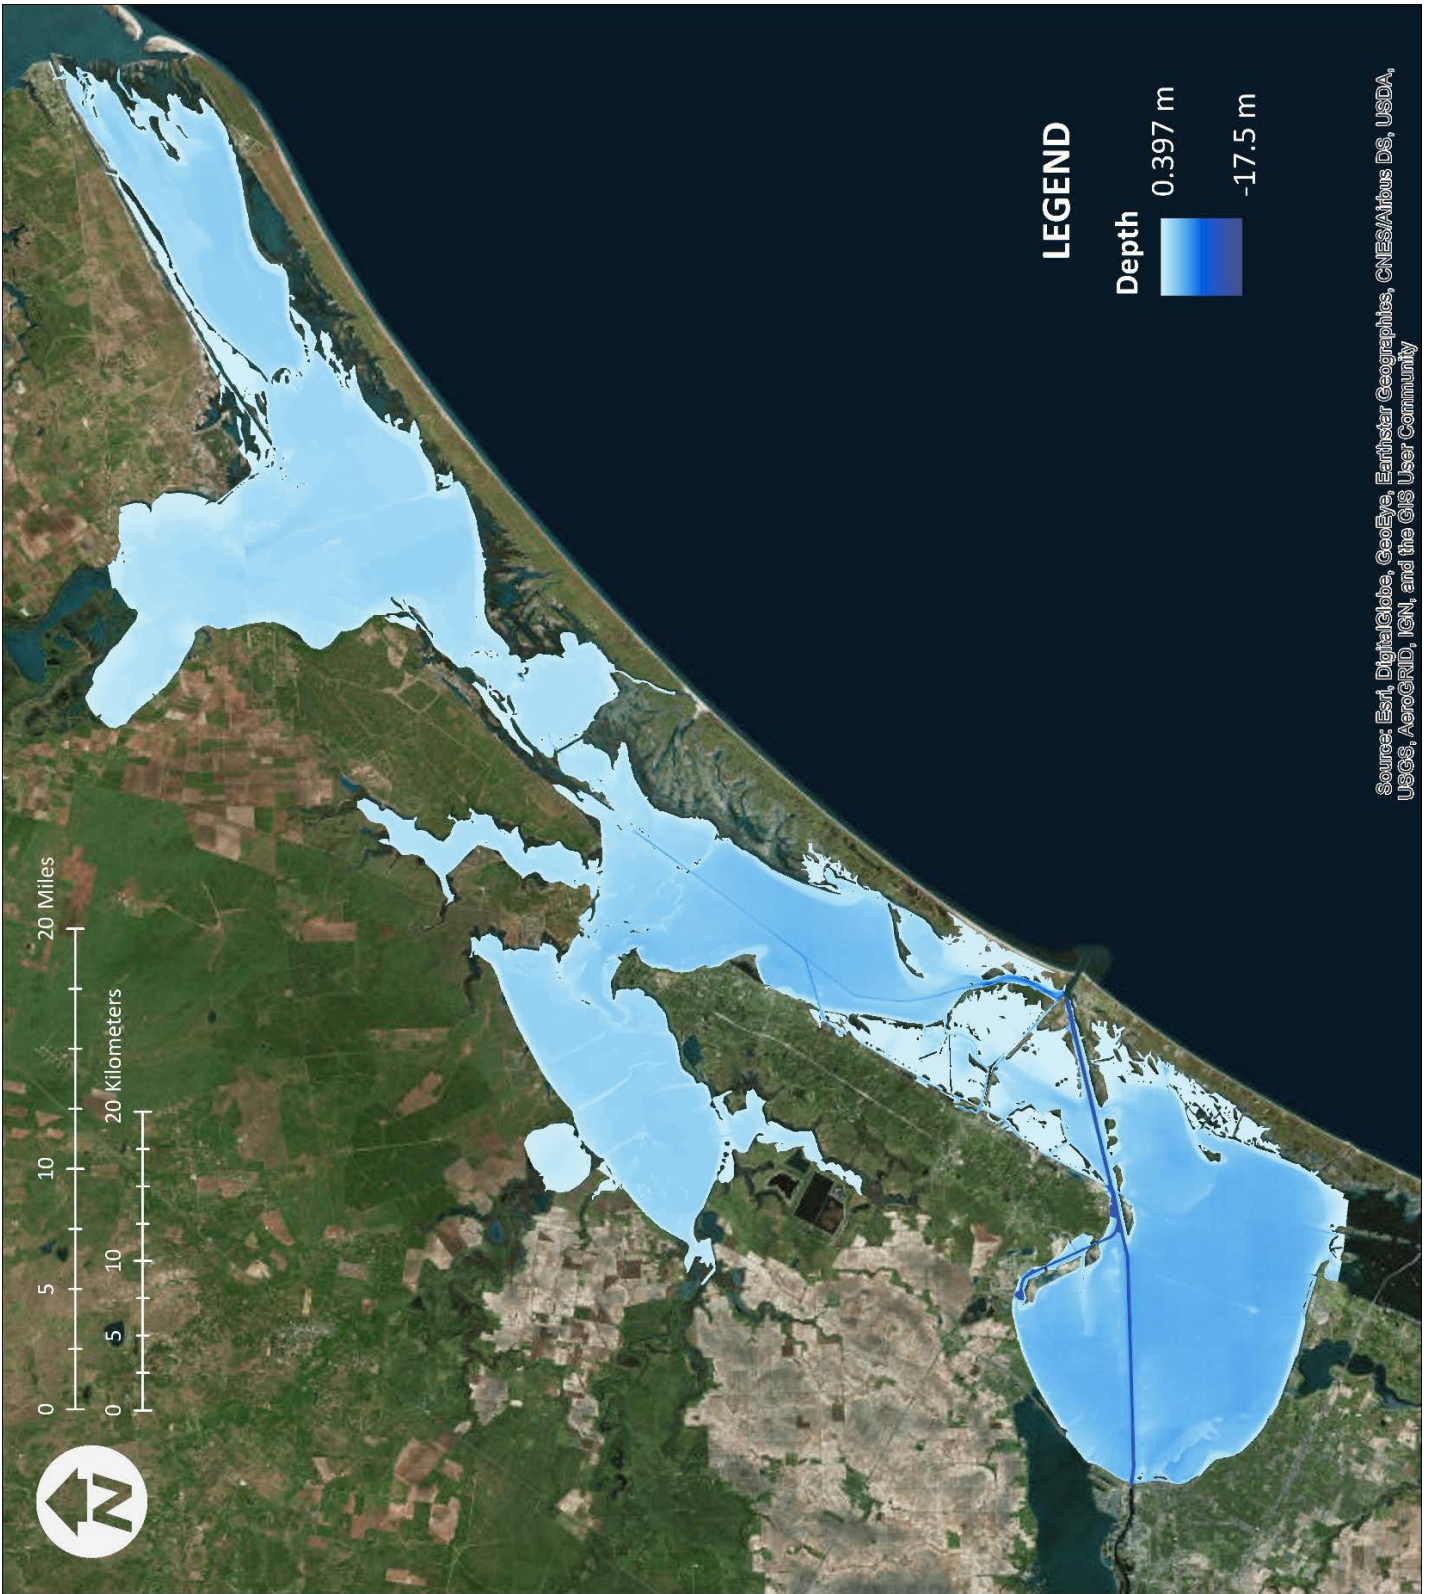 N
0 5 10 20 Miles
0 5 10 20 Kilometers
LEGEND
Depth
0.397 m
-17.5 m
Source: Esri, DigitalGlobe, GeoEye, Earthstar Geographics, CNES/Airbus DS, USDA,
USGS, AeroGRID, IGN, and the GIS User Community